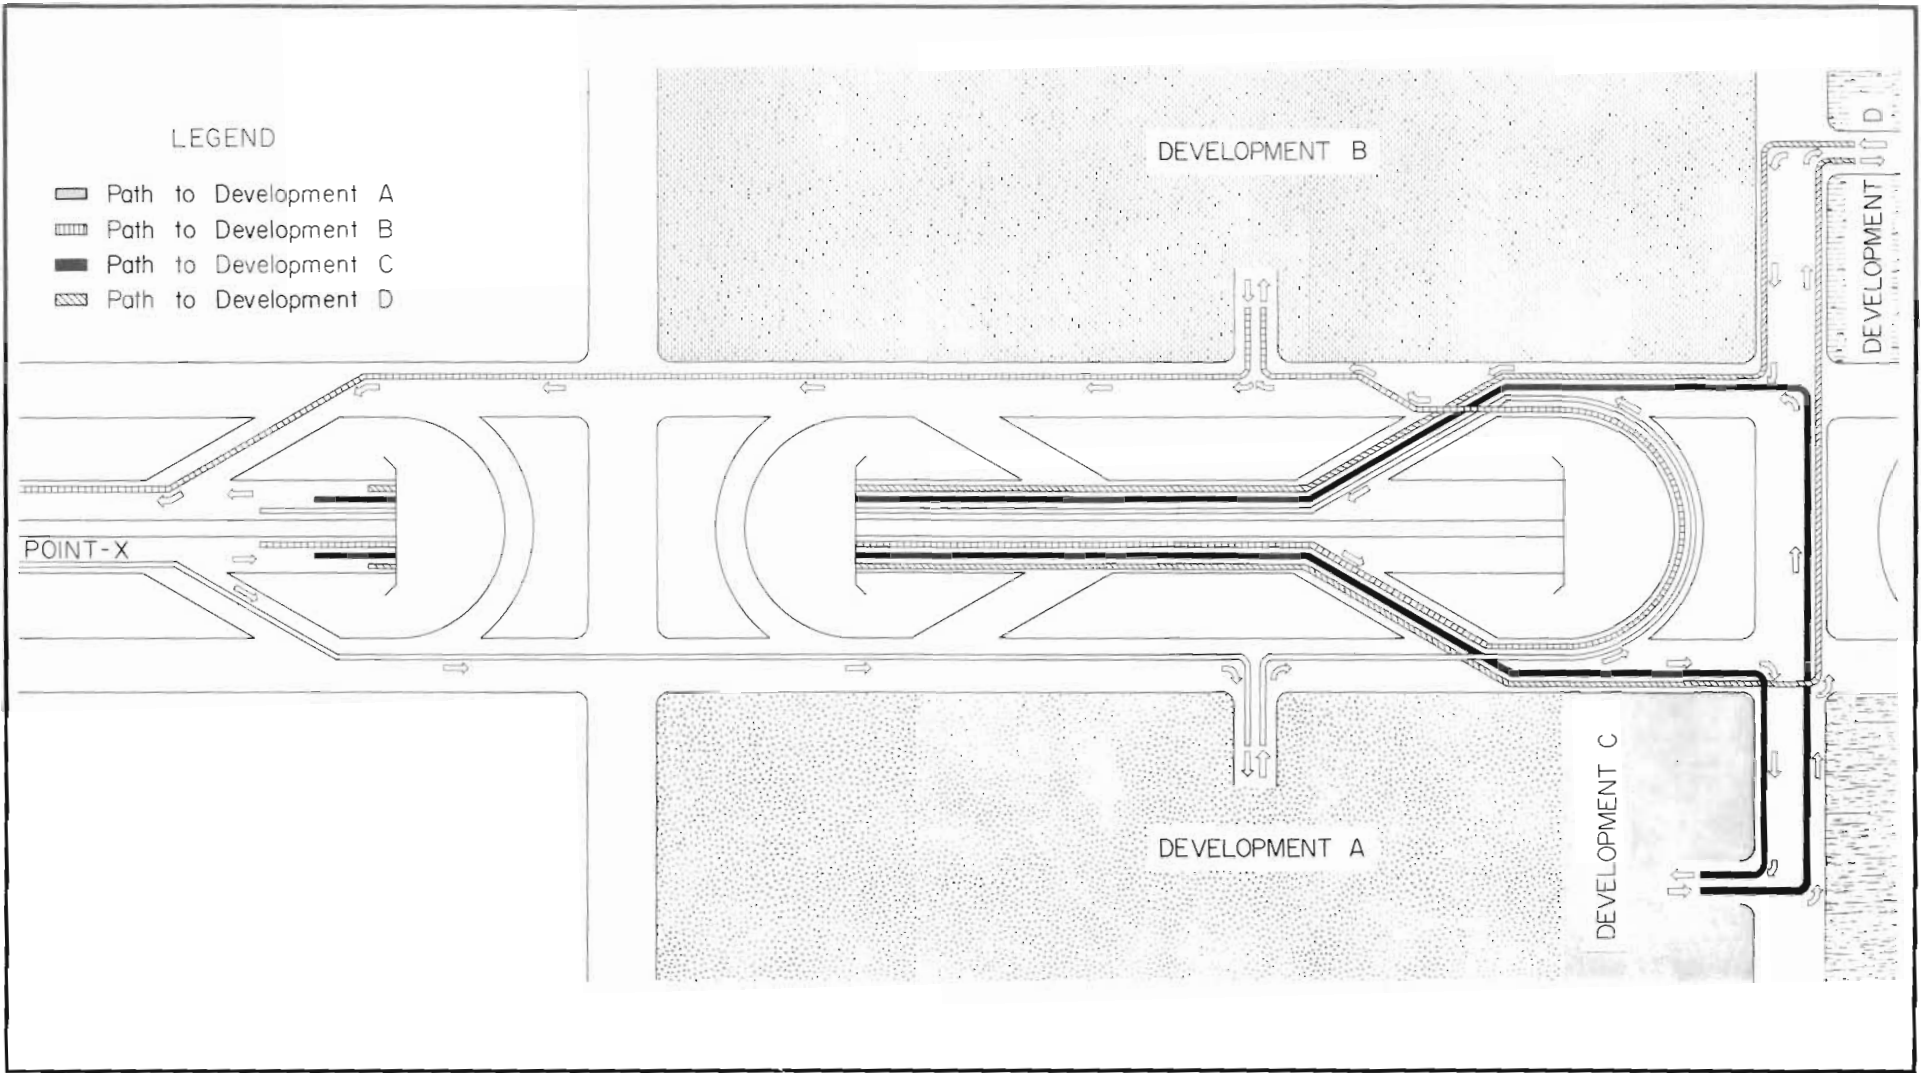 LEGEND
Path to Development A
Path to Development B
Path to Development C
Path to Development D
DEVELOPMENT B
DEVELOPMENT D
POINT-X
DEVELOPMENT A
DEVELOPMENT C